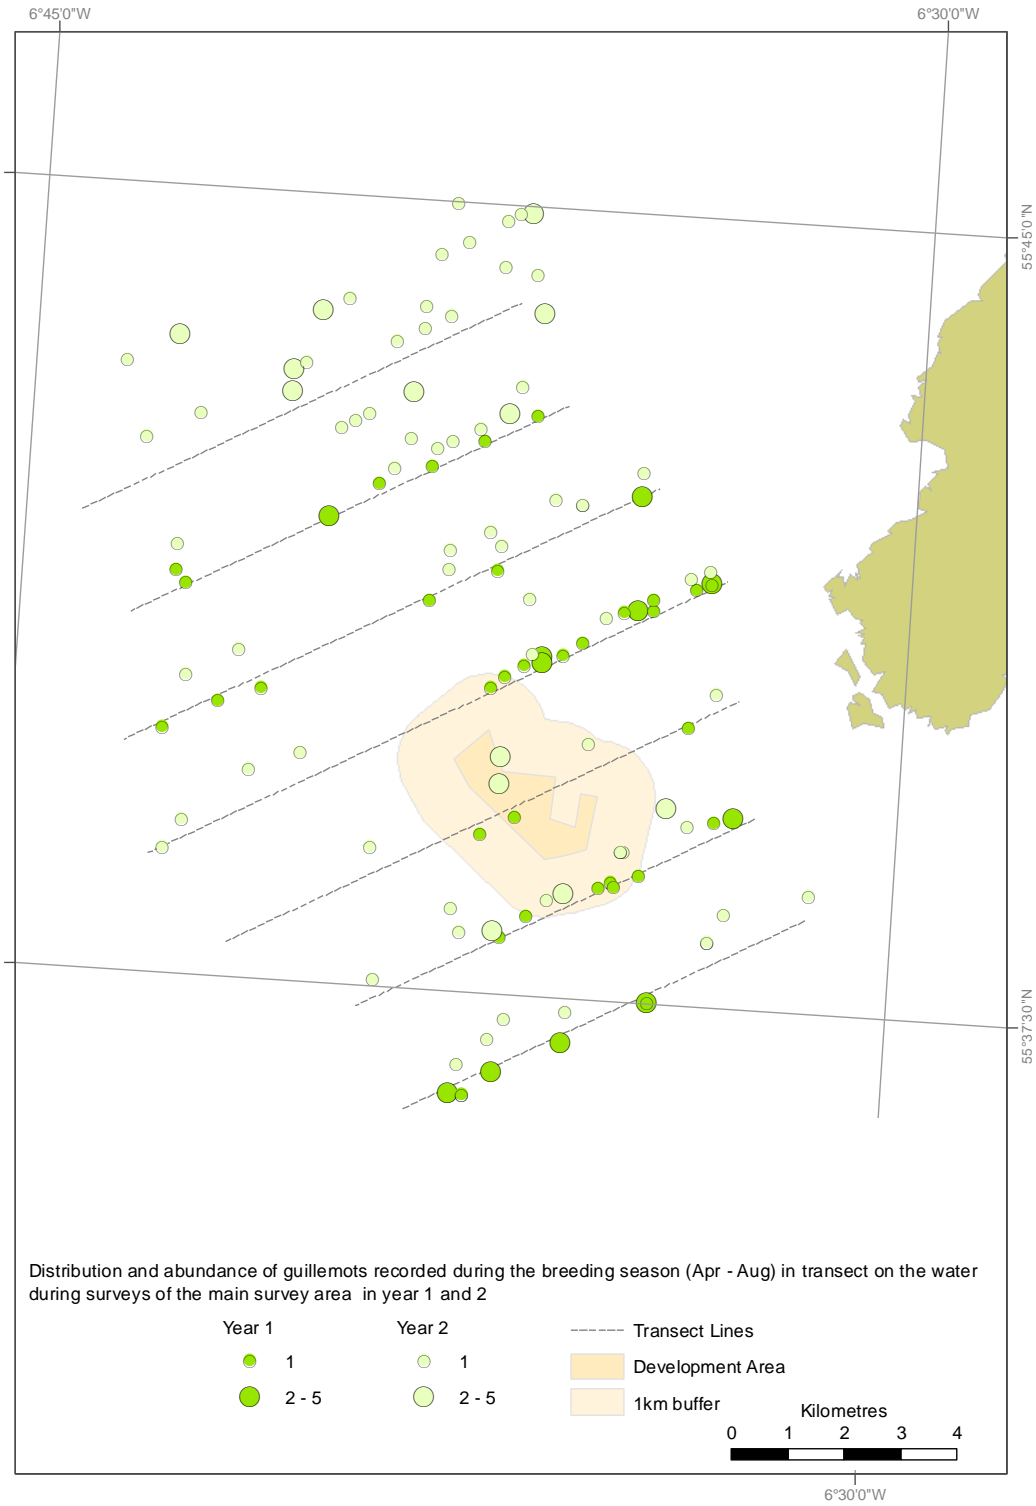 6°45'0"W
6°30'0"W
55°45'0"N
55°37'30"N
Distribution and abundance of guillemots recorded during the breeding season (Apr - Aug) in transect on the water
during surveys of the main survey area in year 1 and 2
Year 1
Year 2
Transect Lines
1
1
Development Area
2 - 5
2 - 5
1km buffer
Kilometres
0 1 2 3 4
6°30'0"W